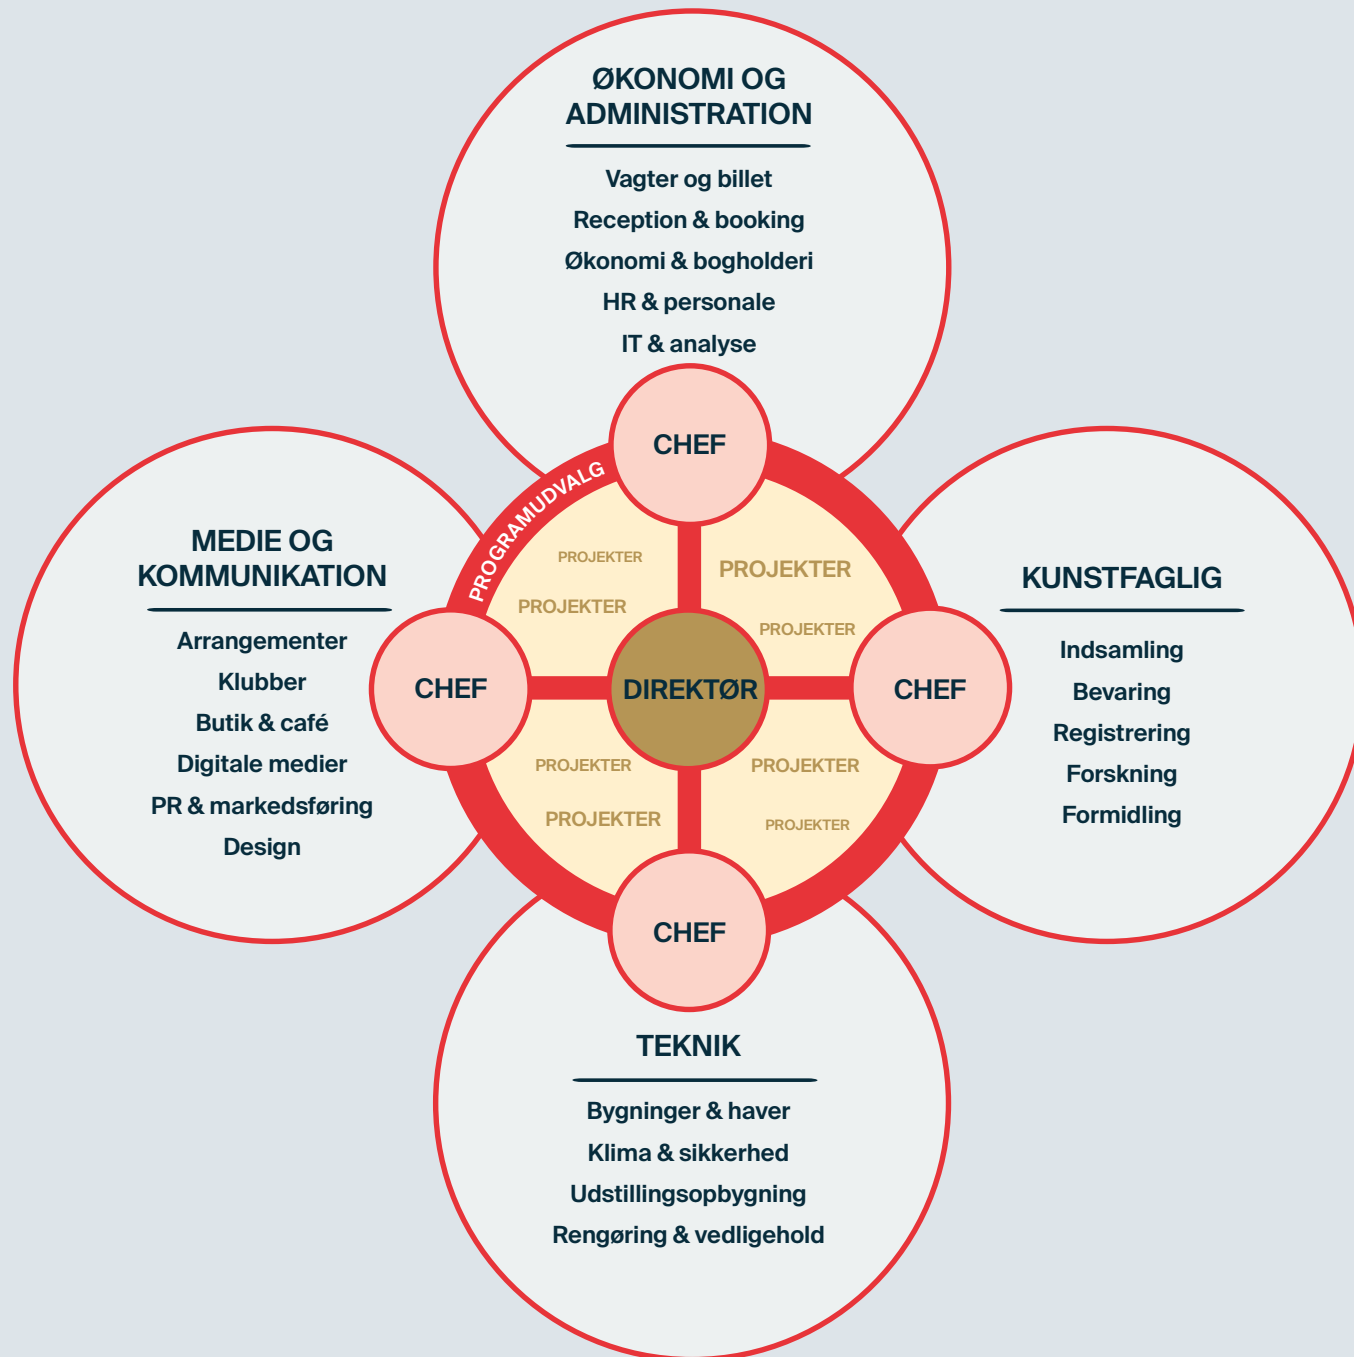 ØKONOMI OG
ADMINISTRATION
Vagter og billet
Reception & booking
Økonomi & bogholderi
HR & personale
IT & analyse
CHEF
PROGRAMUDVALG
MEDIE OG
KOMMUNIKATION
Arrangementer
Klubber
Butik & café
Digitale medier
PR & markedsføring
Design
CHEF
PROJEKTER
PROJEKTER
PROJEKTER
PROJEKTER
DIREKTØR
PROJEKTER
PROJEKTER
PROJEKTER
PROJEKTER
CHEF
KUNSTFAGLIG
Indsamling
Bevaring
Registrering
Forskning
Formidling
CHEF
TEKNIK
Bygninger & haver
Klima & sikkerhed
Udstillingsopbygning
Rengøring & vedligehold